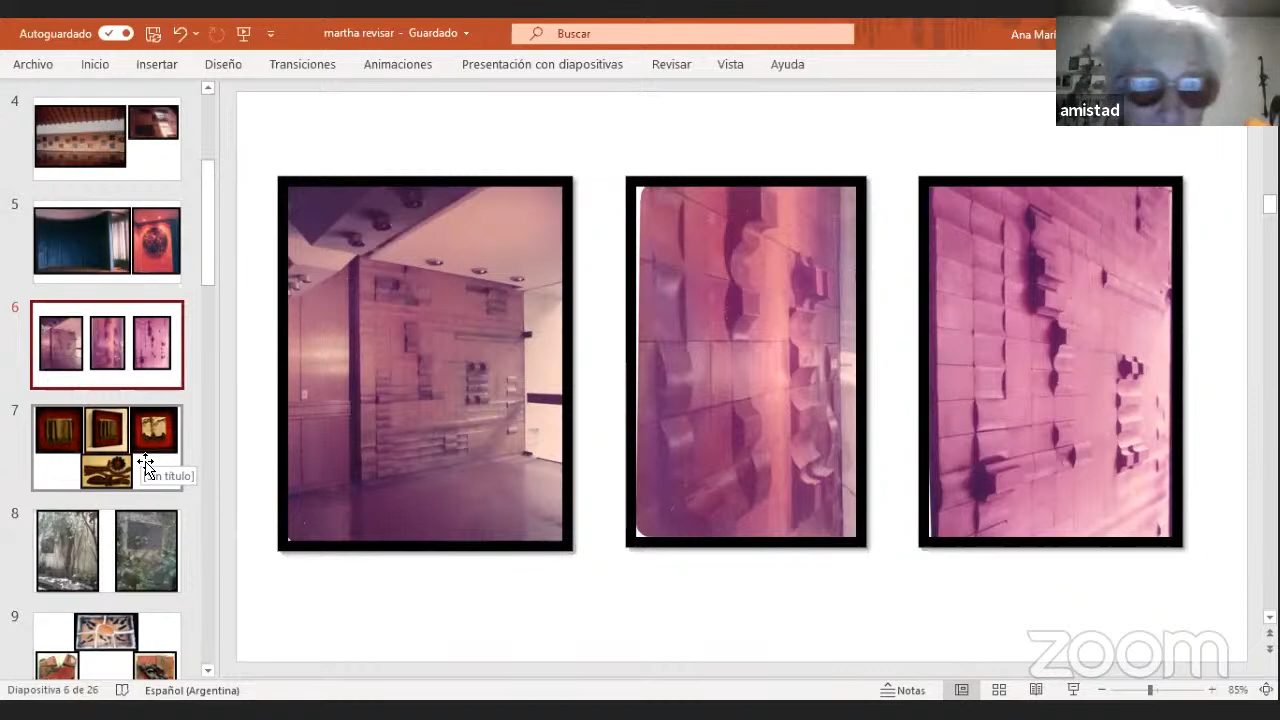 Autoguardado martha revisar - Guardado Buscar Ana Marí
Archivo Inicio Insertar Diseño Transiciones Animaciones Presentación con diapositivas Revisar Vista Ayuda
amistad
4
5
6
7
título]
8
9
zoom
Diapositiva 6 de 26 Español (Argentina) Notas 85%